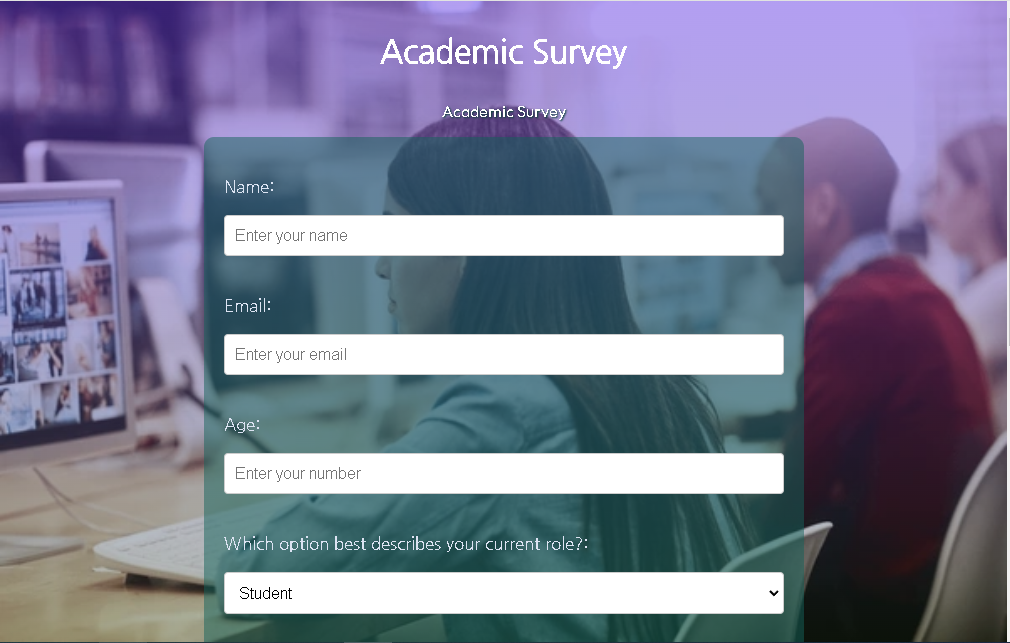 Academic Survey
Academic Survey
Name:
Enter your name
Email:
Enter your email
Age:
Enter your number
Which option best describes your current role?:
Student